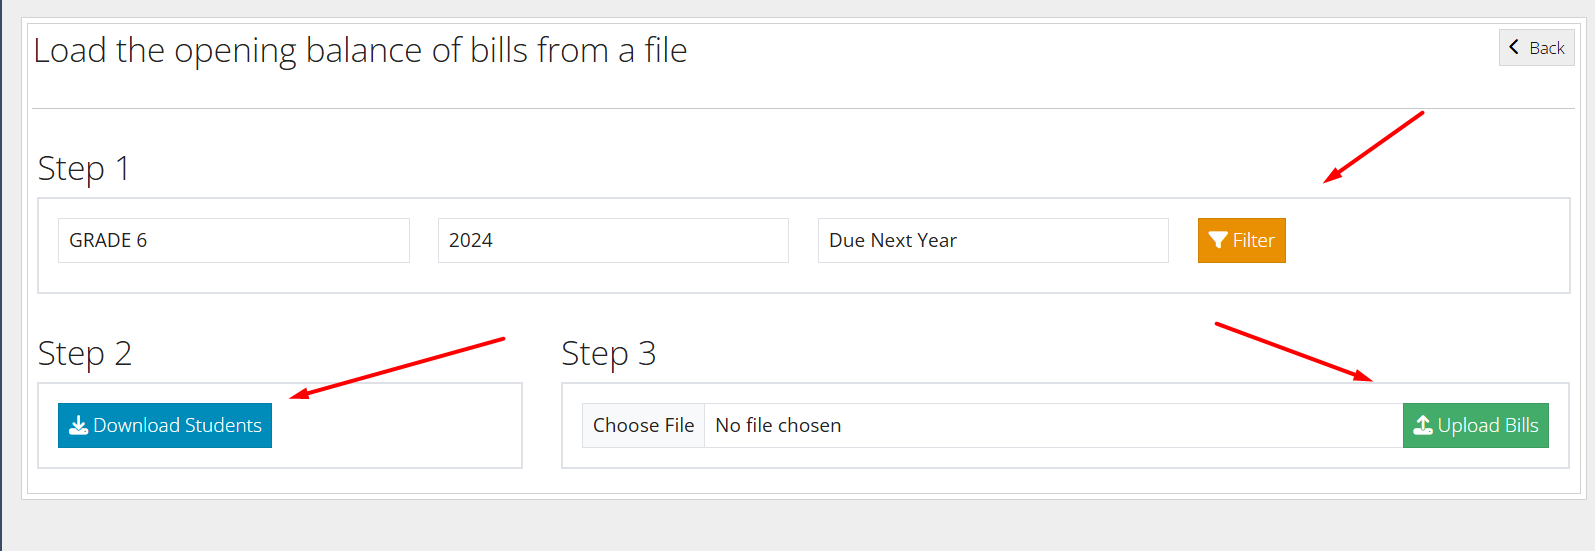 Load the opening balance of bills from a file
Back
Step 1
GRADE 6
2024
Due Next Year
Filter
Step 2
Download Students
Step 3
Choose File
No file chosen
Upload Bills